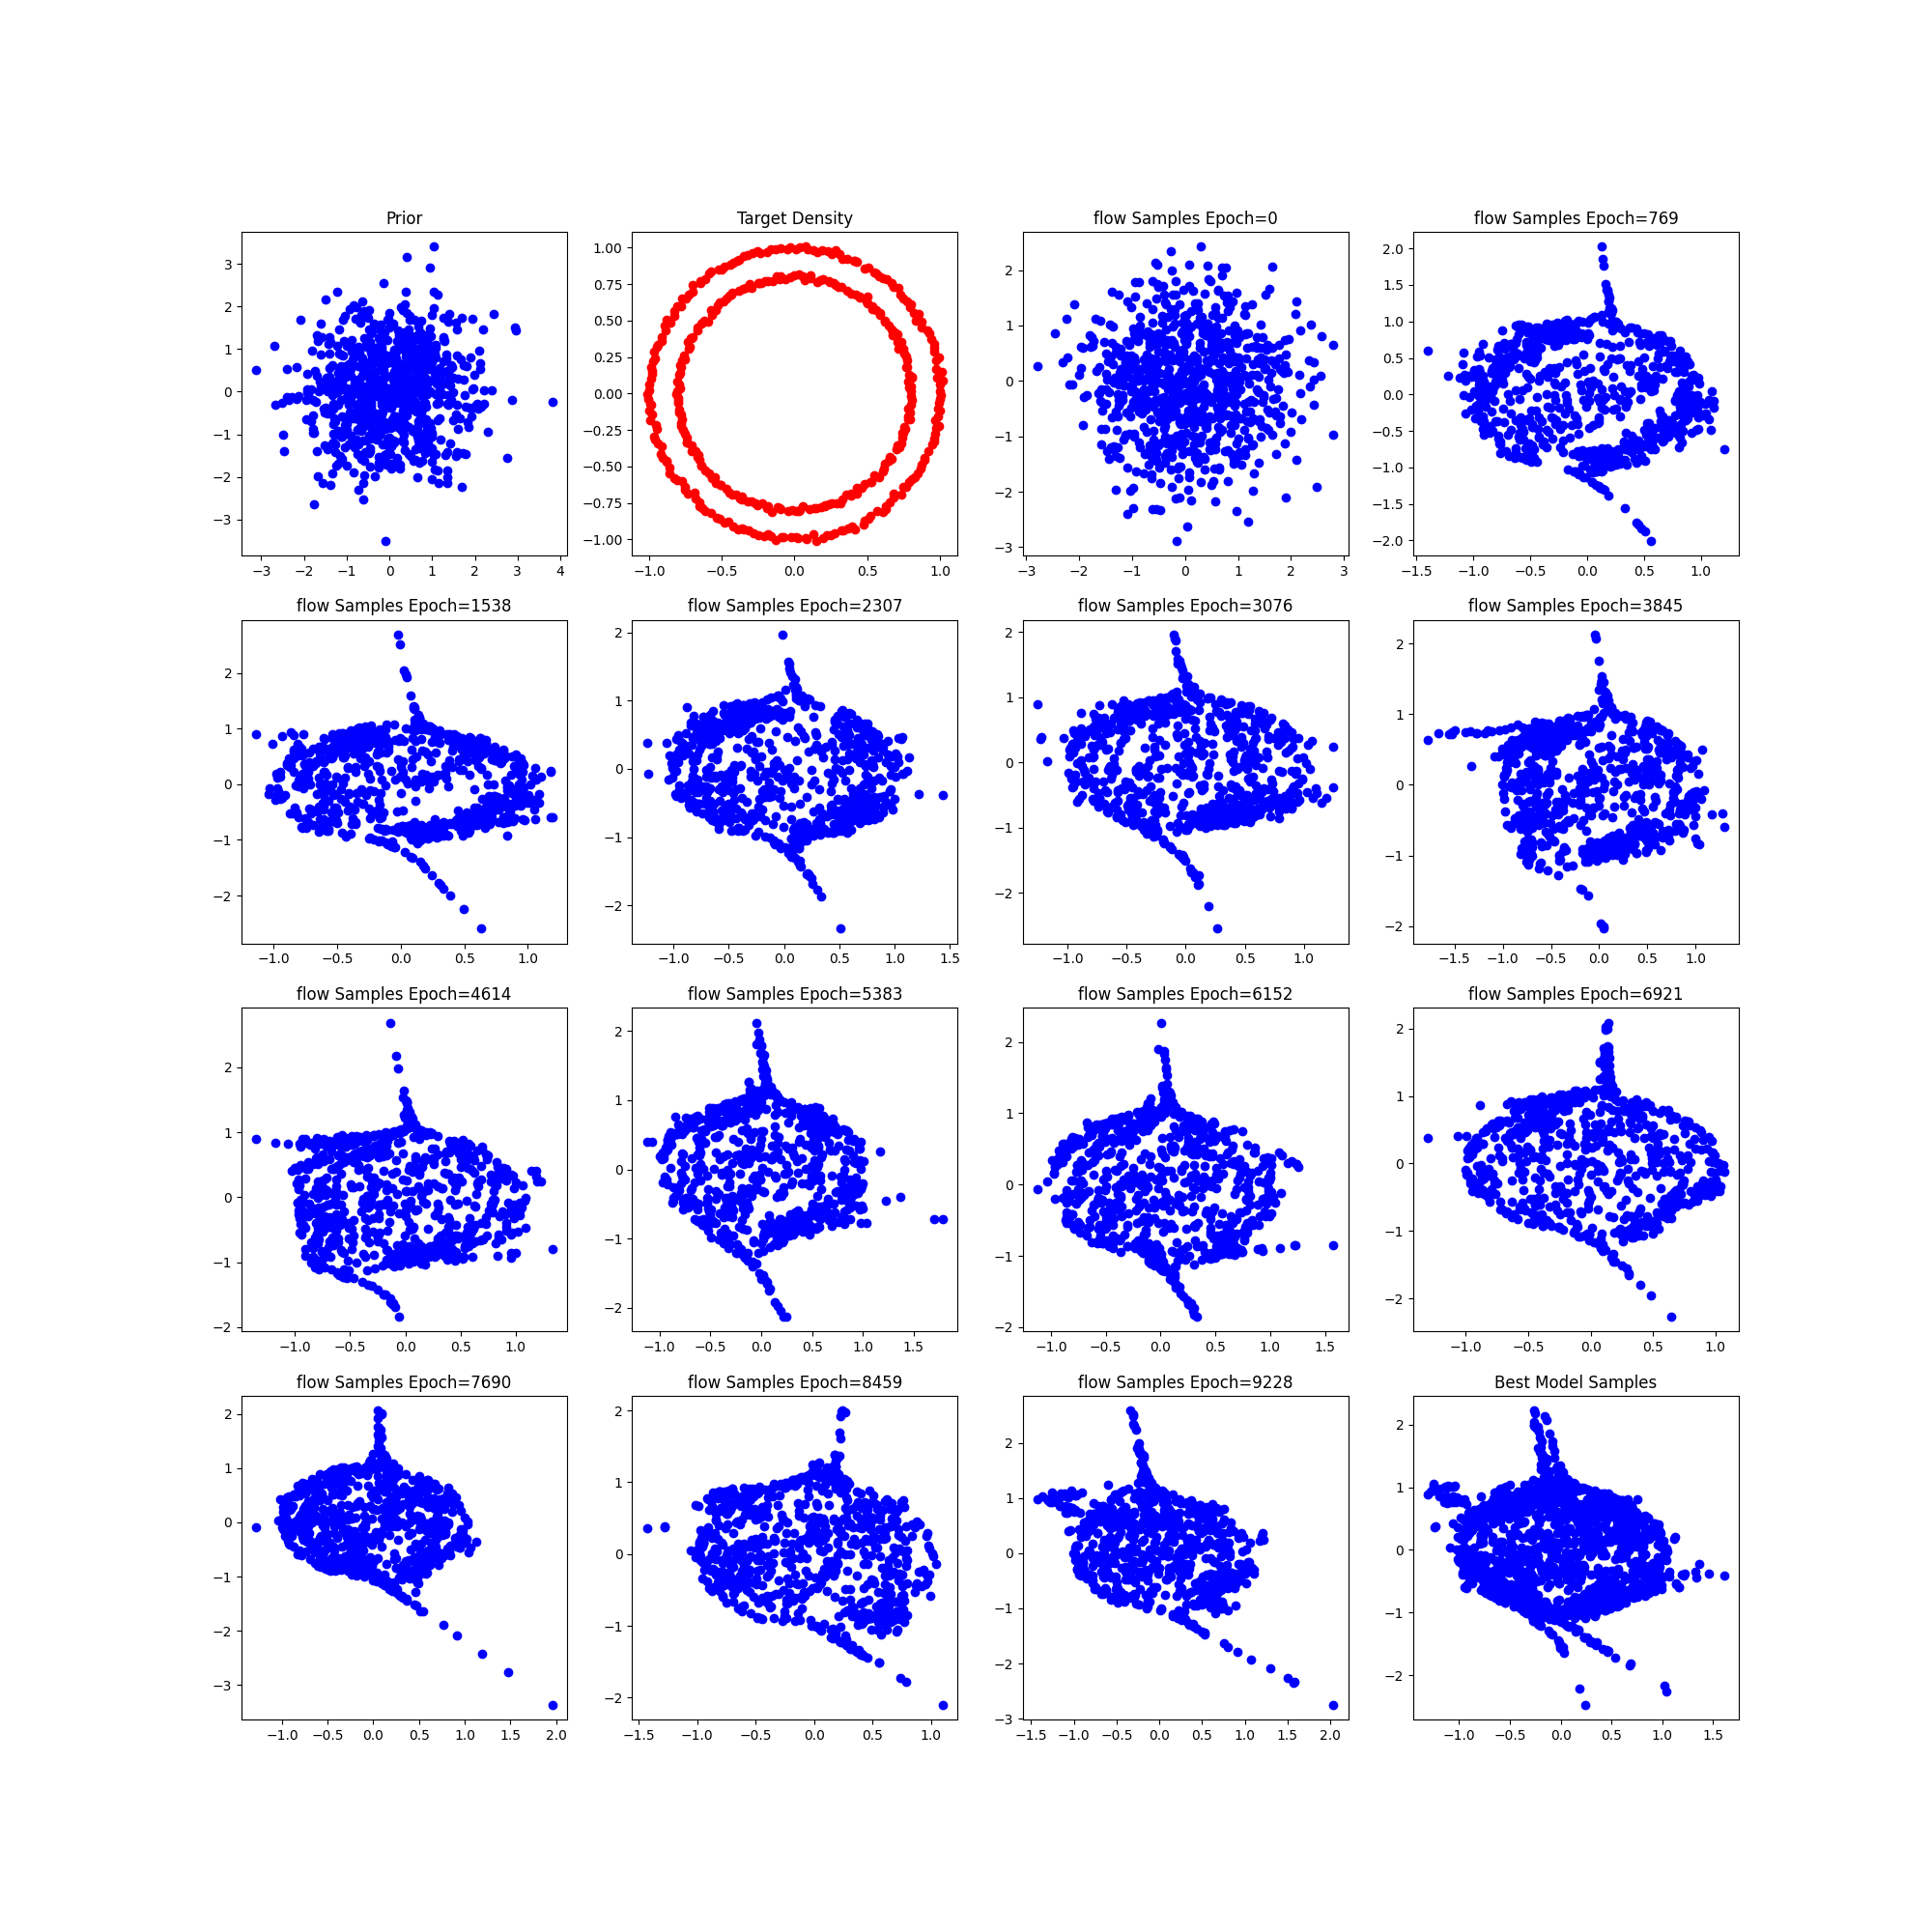 Prior
Target Density
flow Samples Epoch=0
flow Samples Epoch=769
3
2
1
0
−1
−2
−3
−3 −2 −1 0 1 2 3 4
1.00
0.75
0.50
0.25
0.00
−0.25
−0.50
−0.75
−1.00
−1.0 −0.5 0.0 0.5 1.0
2
1
0
−1
−2
−3
−3 −2 −1 0 1 2 3
2.0
1.5
1.0
0.5
0.0
−0.5
−1.0
−1.5
−2.0
−1.5 −1.0 −0.5 0.0 0.5 1.0
flow Samples Epoch=1538
flow Samples Epoch=2307
flow Samples Epoch=3076
flow Samples Epoch=3845
2
1
0
−1
−2
−1.0 −0.5 0.0 0.5 1.0
2
1
0
−1
−2
−1.0 −0.5 0.0 0.5 1.0 1.5
2
1
0
−1
−2
−1.0 −0.5 0.0 0.5 1.0
2
1
0
−1
−2
−1.5 −1.0 −0.5 0.0 0.5 1.0
flow Samples Epoch=4614
flow Samples Epoch=5383
flow Samples Epoch=6152
flow Samples Epoch=6921
2
1
0
−1
−2
−1.0 −0.5 0.0 0.5 1.0
2
1
0
−1
−2
−1.0 −0.5 0.0 0.5 1.0 1.5
2
1
0
−1
−2
−1.0 −0.5 0.0 0.5 1.0 1.5
2
1
0
−1
−2
−1.0 −0.5 0.0 0.5 1.0
flow Samples Epoch=7690
flow Samples Epoch=8459
flow Samples Epoch=9228
Best Model Samples
2
1
0
−1
−2
−3
−1.0 −0.5 0.0 0.5 1.0 1.5 2.0
2
1
0
−1
−2
−1.5 −1.0 −0.5 0.0 0.5 1.0
2
1
0
−1
−2
−3
−1.5 −1.0 −0.5 0.0 0.5 1.0 1.5 2.0
2
1
0
−1
−2
−1.0 −0.5 0.0 0.5 1.0 1.5